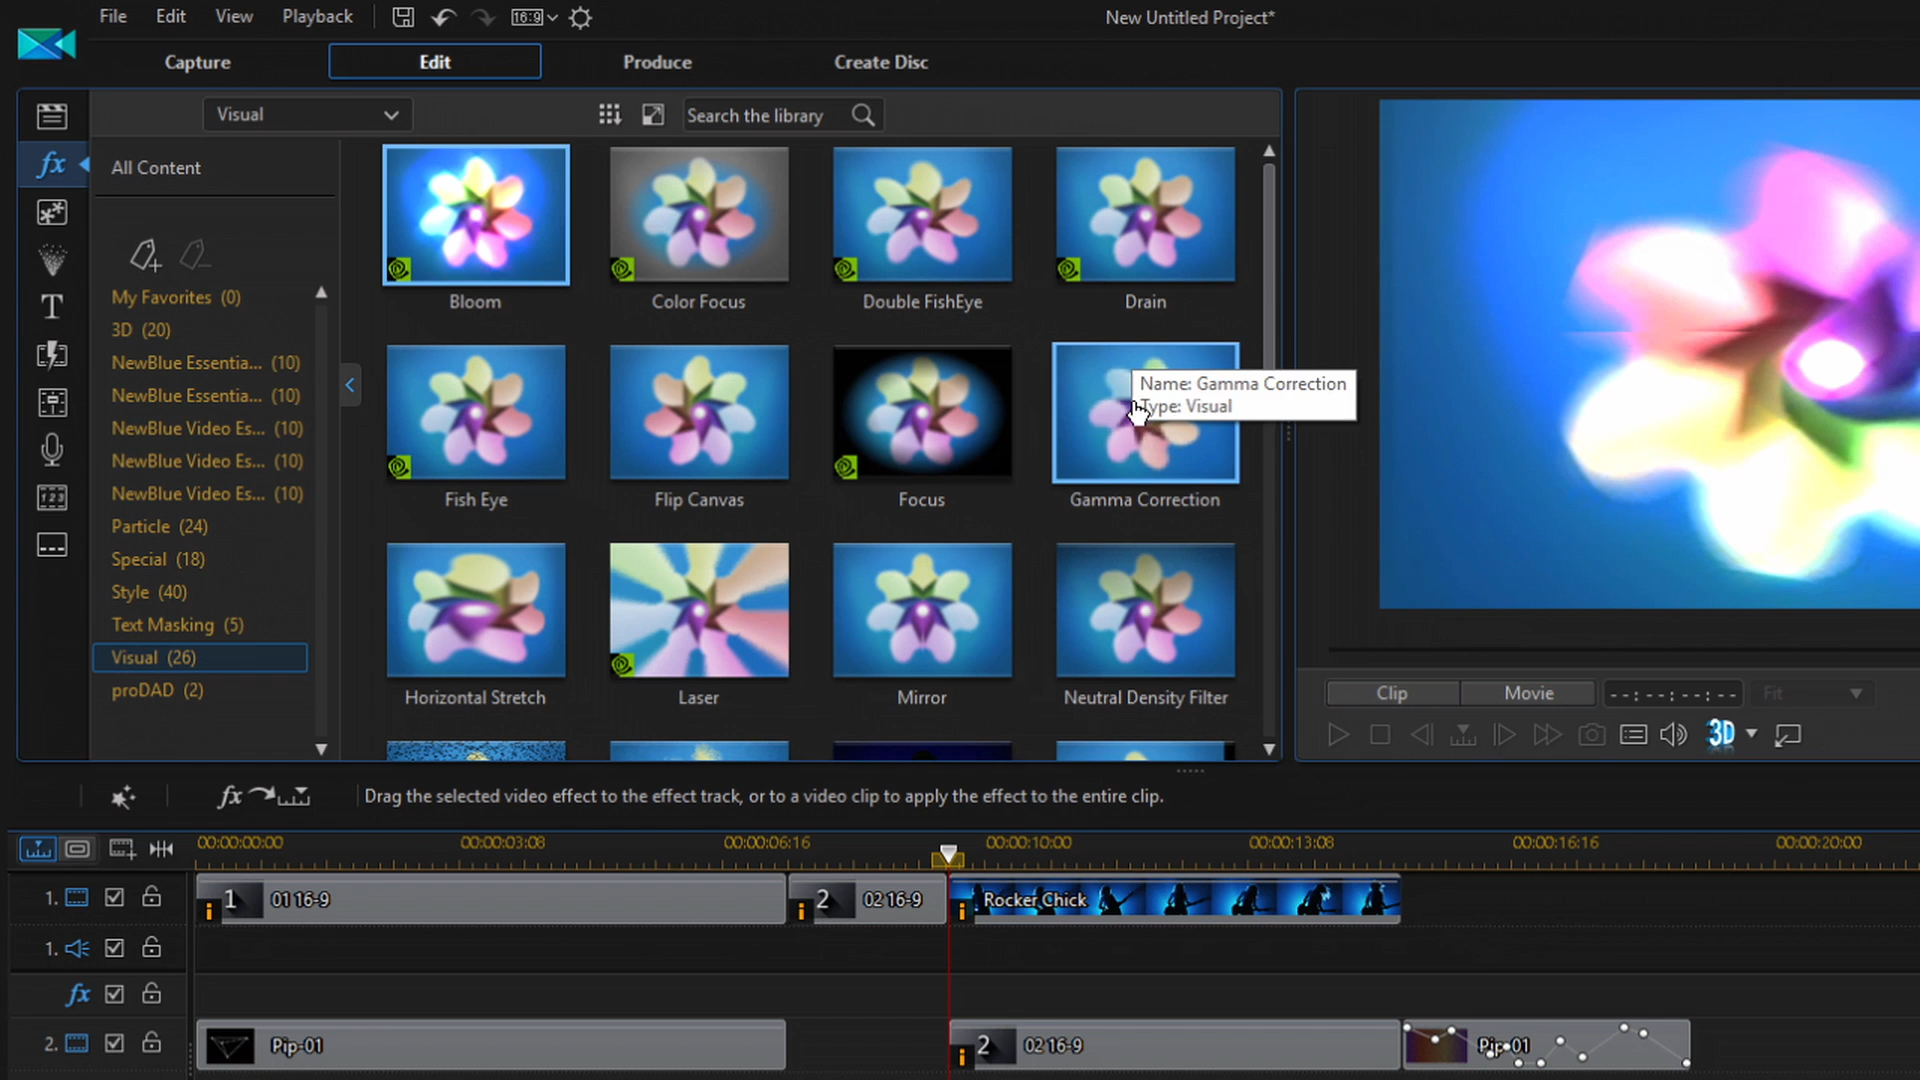 File Edit View Playback 16:9 New Untitled Project*
Capture Edit Produce Create Disc
Visual Search the library
fx All Content
Bloom Color Focus Double FishEye Drain
My Favorites (0)
3D (20)
NewBlue Essentia... (10)
NewBlue Essentia... (10)
NewBlue Video Es... (10)
NewBlue Video Es... (10)
NewBlue Video Es... (10)
Particle (24)
Special (18)
Style (40)
Text Masking (5)
Visual (26)
proDAD (2)
T
123
Name: Gamma Correction
Type: Visual
Fish Eye Flip Canvas Focus Gamma Correction
Horizontal Stretch Laser Mirror Neutral Density Filter
Clip Movie --:--:--:-- Fit
3D
fx Drag the selected video effect to the effect track, or to a video clip to apply the effect to the entire clip.
00:00:00:00 00:00:03:08 00:00:06:16 00:00:10:00 00:00:13:08 00:00:16:16 00:00:20:00
1. i 1 01 16-9 i 2 02 16-9 i Rocker Chick
1.
fx
2. Pip-01 i 2 02 16-9 Pip-01